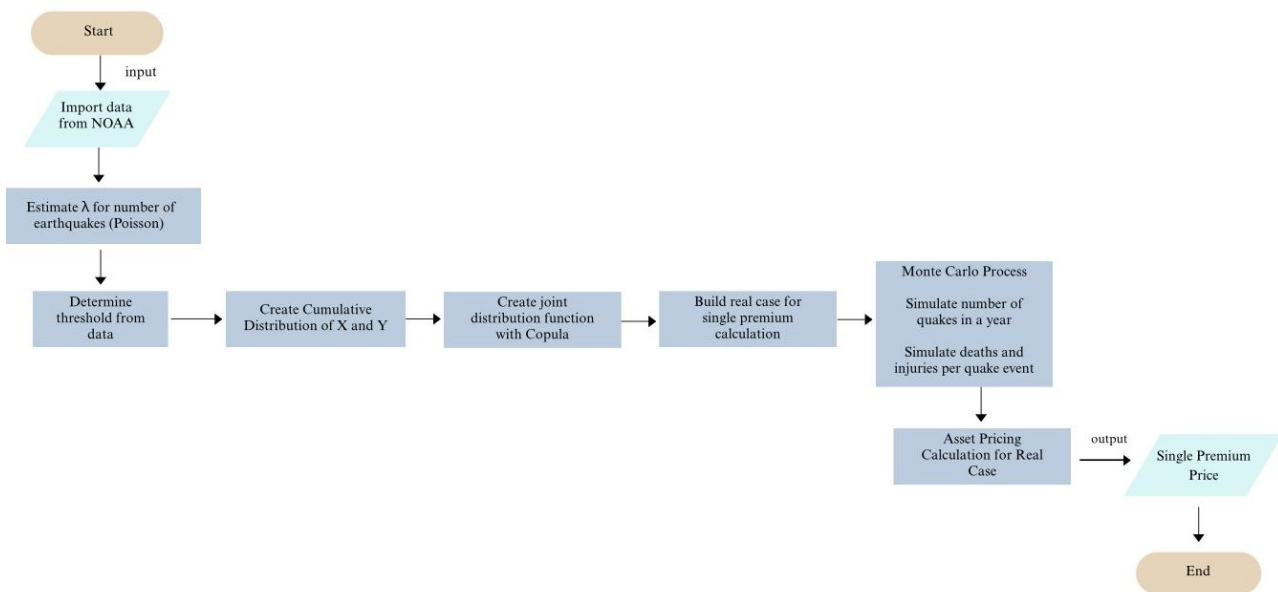 Start
input
Import data
from NOAA
Estimate λ for number of
earthquakes (Poisson)
Determine
threshold from
data
Create Cumulative
Distribution of X and Y
Create joint
distribution function
with Copula
Build real case for
single premium
calculation
Monte Carlo Process
Simulate number of
quakes in a year
Simulate deaths and
injuries per quake event
Asset Pricing
Calculation for Real
Case
output
Single Premium
Price
End